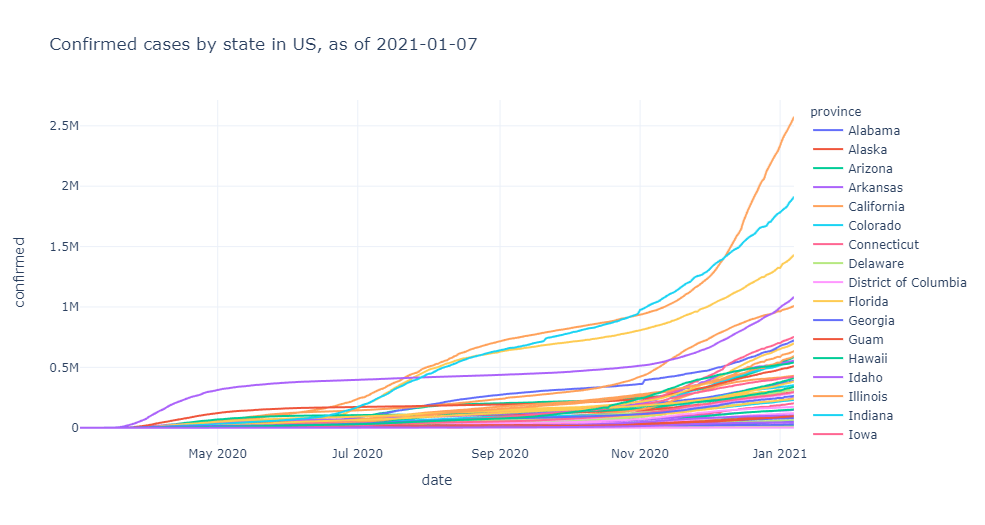 Confirmed cases by state in US, as of 2021-01-07
province
2.5M
2M
1.5M
1M
0.5M
0
confirmed
May 2020
Jul 2020
Sep 2020
Nov 2020
Jan 2021
date
Alabama
Alaska
Arizona
Arkansas
California
Colorado
Connecticut
Delaware
District of Columbia
Florida
Georgia
Guam
Hawaii
Idaho
Illinois
Indiana
Iowa